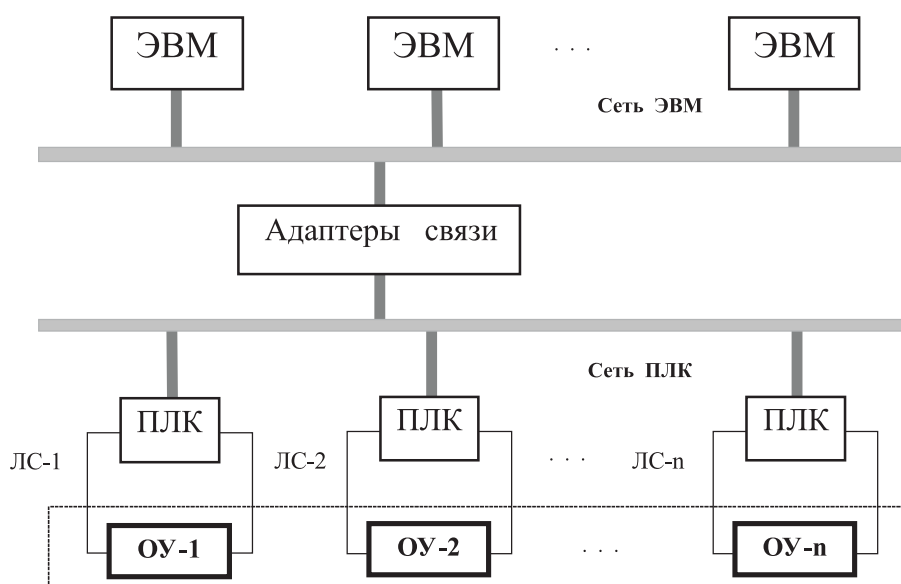 ЭВМ ЭВМ . . . ЭВМ
Сеть ЭВМ
Адаптеры связи
Сеть ПЛК
ПЛК ПЛК ПЛК
ЛС-1 ЛС-2 . . . ЛС-n
ОУ-1 ОУ-2 . . . ОУ-n